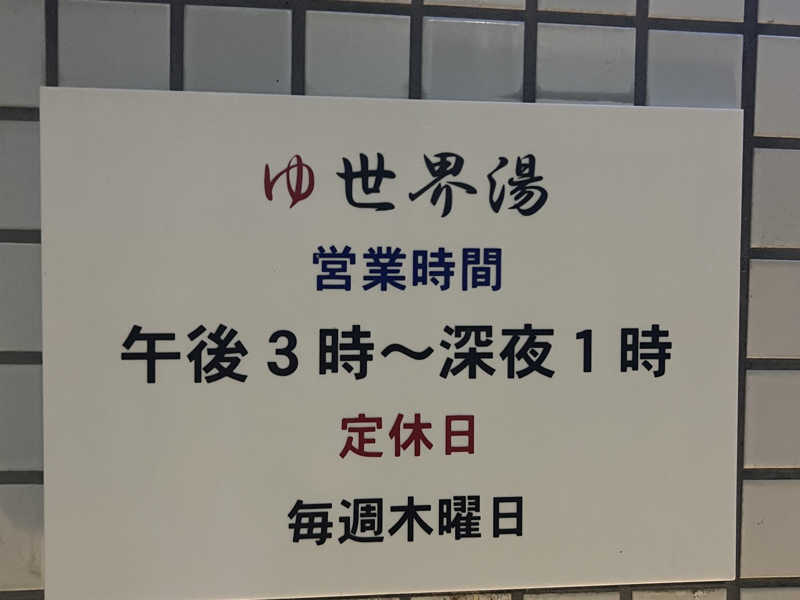 ゆ 世界湯
営業時間
午後3時～深夜1時
定休日
毎週木曜日